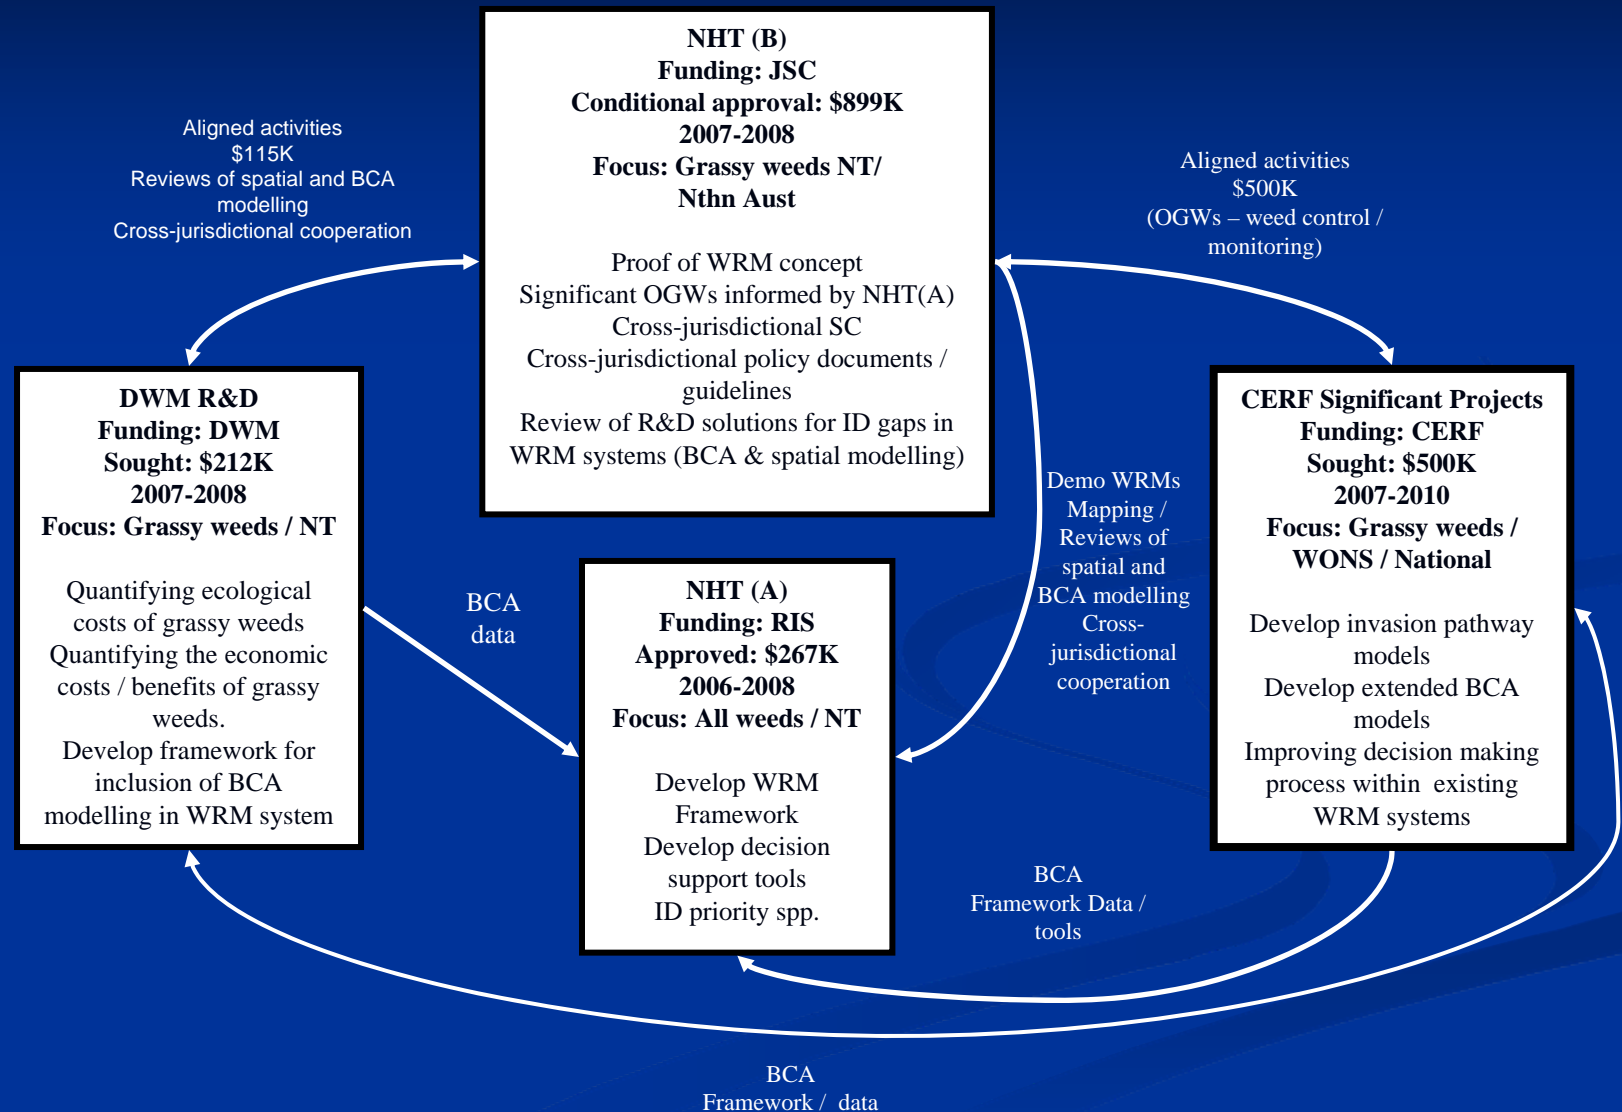 NHT (B)
Funding: JSC
Conditional approval: $899K
2007-2008
Focus: Grassy weeds NT/
Nthn Aust
Proof of WRM concept
Significant OGWs informed by NHT(A)
Cross-jurisdictional SC
Cross-jurisdictional policy documents /
guidelines
Review of R&D solutions for ID gaps in
WRM systems (BCA & spatial modelling)
Aligned activities
$115K
Reviews of spatial and BCA
modelling
Cross-jurisdictional cooperation
Aligned activities
$500K
(OGWs – weed control /
monitoring)
DWM R&D
Funding: DWM
Sought: $212K
2007-2008
Focus: Grassy weeds / NT
Quantifying ecological
costs of grassy weeds
Quantifying the economic
costs / benefits of grassy
weeds.
Develop framework for
inclusion of BCA
modelling in WRM system
BCA
data
NHT (A)
Funding: RIS
Approved: $267K
2006-2008
Focus: All weeds / NT
Develop WRM
Framework
Develop decision
support tools
ID priority spp.
Demo WRMs
Mapping /
Reviews of
spatial and
BCA modelling
Cross-
jurisdictional
cooperation
CERF Significant Projects
Funding: CERF
Sought: $500K
2007-2010
Focus: Grassy weeds /
WONS / National
Develop invasion pathway
models
Develop extended BCA
models
Improving decision making
process within existing
WRM systems
BCA
Framework Data /
tools
BCA
Framework / data